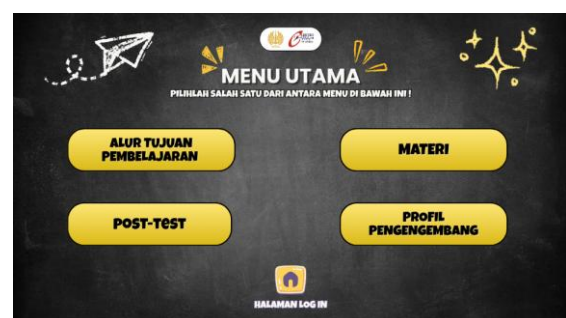 MENU UTAMA
PILIHLAH SALAH SATU DARI ANTARA MENU DI BAWAH INI !
ALUR TUJUAN
PEMBELAJARAN
MATERI
POST-TEST
PROFIL
PENGENGEMBANG
HALAMAN LOG IN